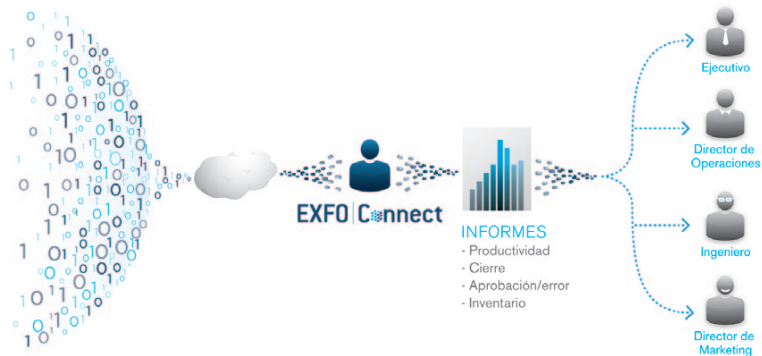 EXFO Connect
INFORMES
- Productividad
- Cierre
- Aprobación/error
- Inventario
Ejecutivo
Director de
Operaciones
Ingeniero
Director de
Marketing